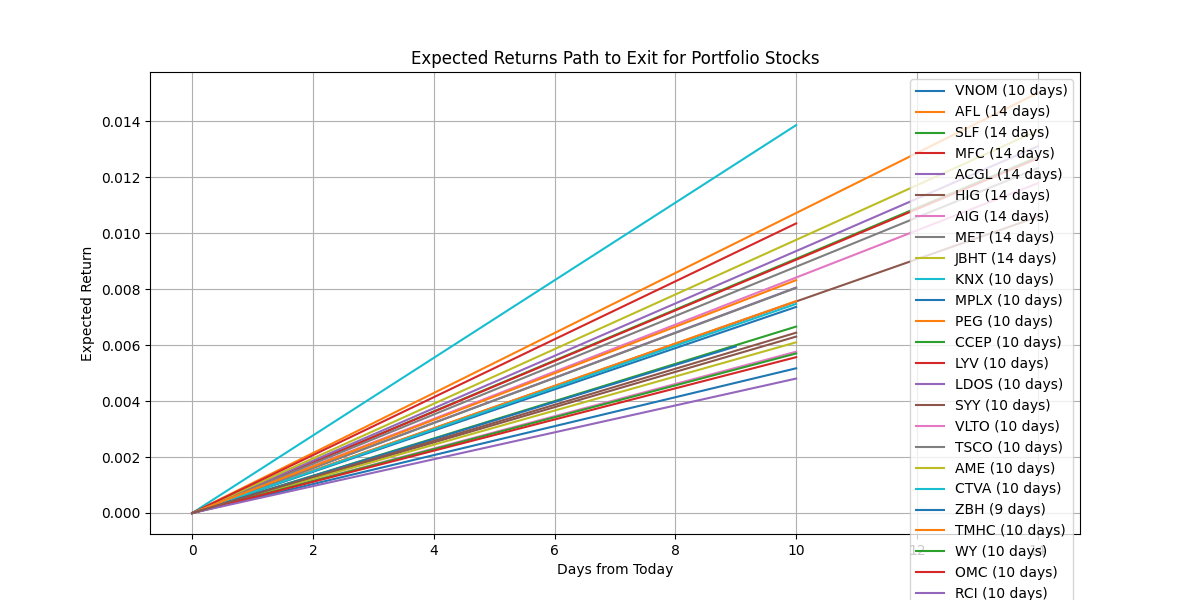 Expected Returns Path to Exit for Portfolio Stocks
Expected Return
0.014
0.012
0.010
0.008
0.006
0.004
0.002
0.000
0 2 4 6 8 10 12
Days from Today
VNOM (10 days)
AFL (14 days)
SLF (14 days)
MFC (14 days)
ACGL (14 days)
HIG (14 days)
AIG (14 days)
MET (14 days)
JBHT (14 days)
KNX (10 days)
MPLX (10 days)
PEG (10 days)
CCEP (10 days)
LYV (10 days)
LDOS (10 days)
SYY (10 days)
VLTO (10 days)
TSCO (10 days)
AME (10 days)
CTVA (10 days)
ZBH (9 days)
TMHC (10 days)
WY (10 days)
OMC (10 days)
RCI (10 days)